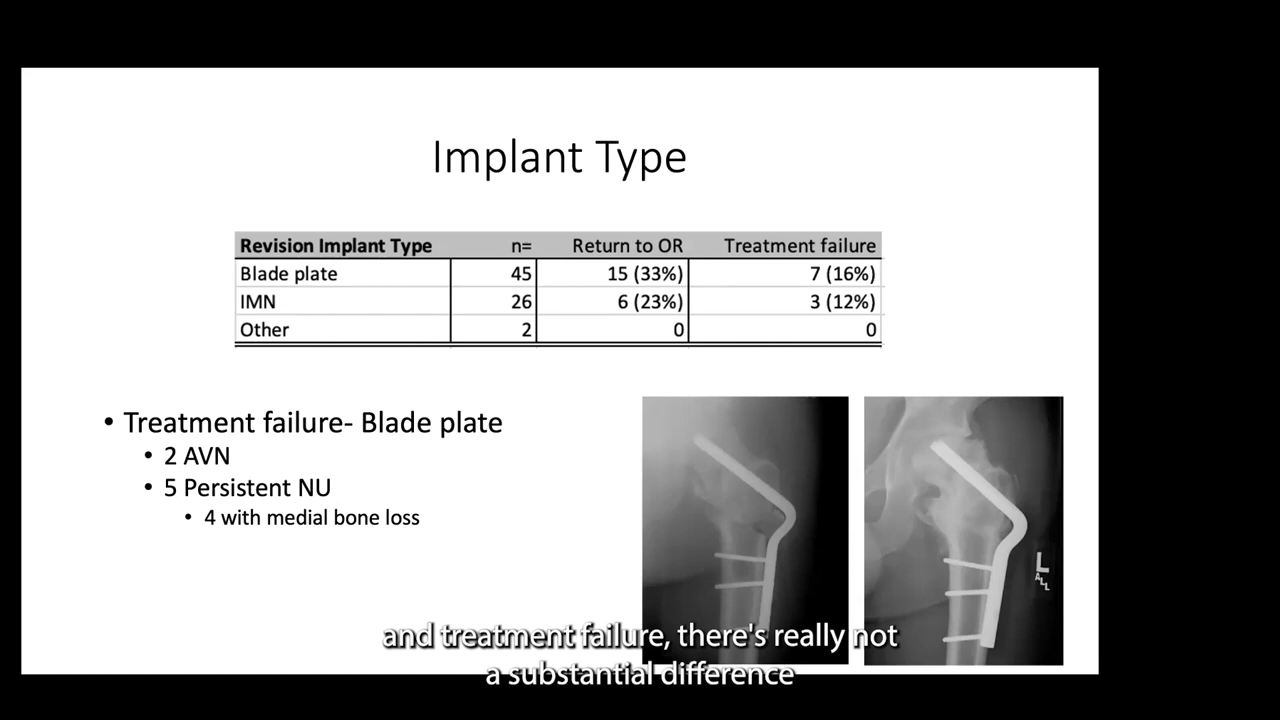 Implant Type
Revision Implant Type n= Return to OR Treatment failure
Blade plate 45 15 (33%) 7 (16%)
IMN 26 6 (23%) 3 (12%)
Other 2 0 0
• Treatment failure- Blade plate
• 2 AVN
• 5 Persistent NU
• 4 with medial bone loss
L
ALL
and treatment failure, there's really not
a substantial difference